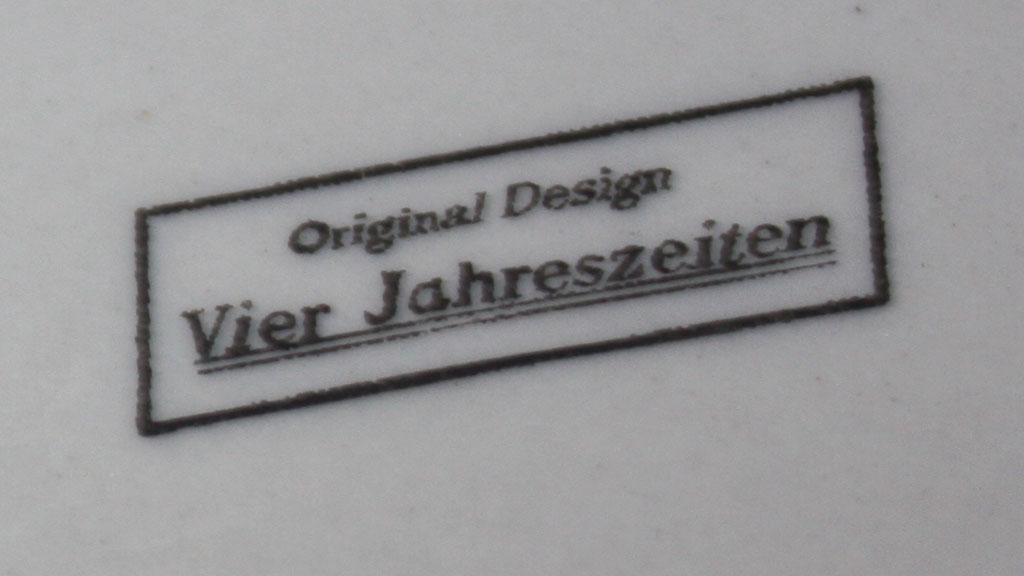 Original Design
Vier Jahreszeiten